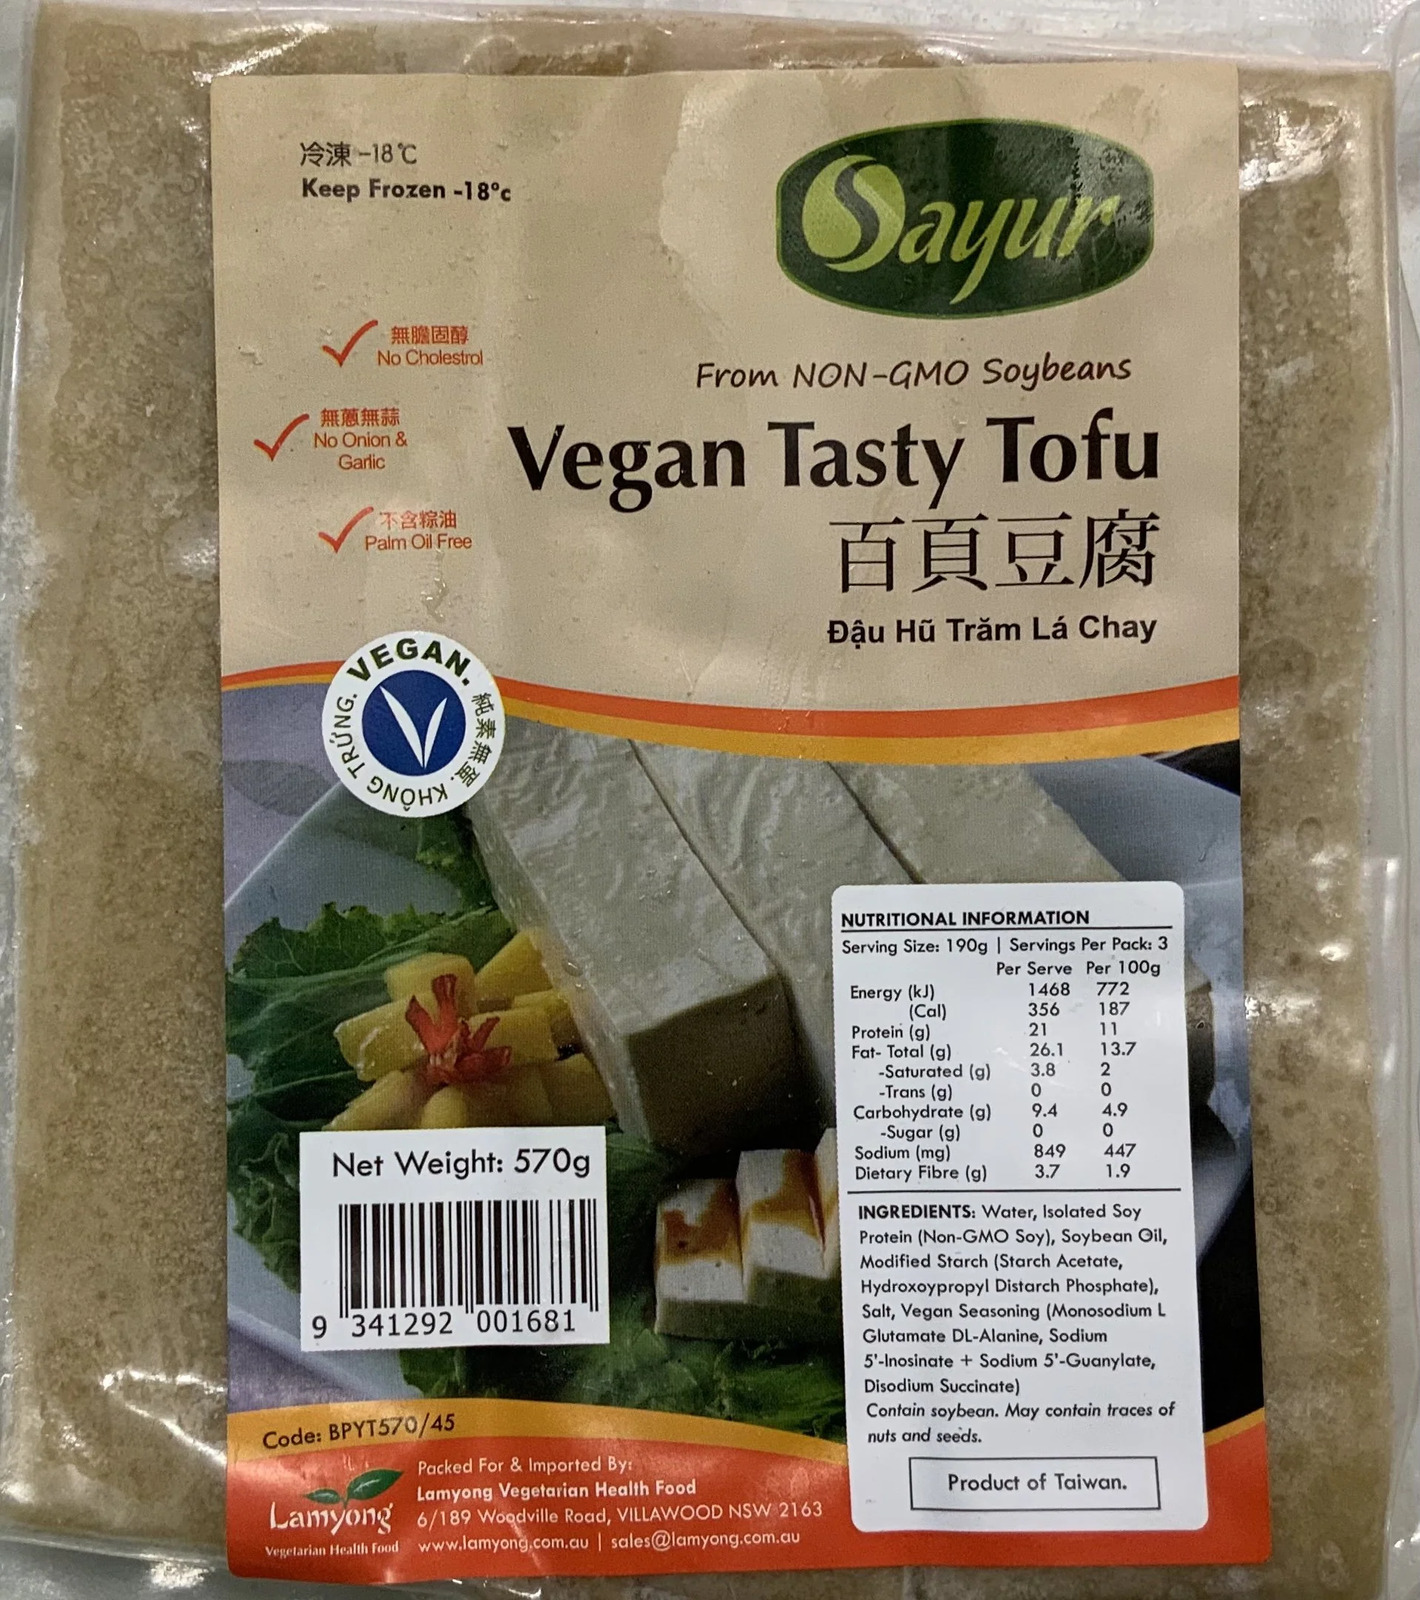 冷凍 -18℃
Keep Frozen -18°c
Sayur
無膽固醇
No Cholestrol
無蔥無蒜
No Onion &
Garlic
不含粽油
Palm Oil Free
From NON-GMO Soybeans
Vegan Tasty Tofu
百頁豆腐
Đậu Hũ Trăm Lá Chay
VEGAN. 純素無蛋. KHÔNG TRỨNG.
NUTRITIONAL INFORMATION
Serving Size: 190g | Servings Per Pack: 3
Per Serve Per 100g
Energy (kJ) 1468 772
(Cal) 356 187
Protein (g) 21 11
Fat- Total (g) 26.1 13.7
-Saturated (g) 3.8 2
-Trans (g) 0 0
Carbohydrate (g) 9.4 4.9
-Sugar (g) 0 0
Sodium (mg) 849 447
Dietary Fibre (g) 3.7 1.9
INGREDIENTS: Water, Isolated Soy
Protein (Non-GMO Soy), Soybean Oil,
Modified Starch (Starch Acetate,
Hydroxoypropyl Distarch Phosphate),
Salt, Vegan Seasoning (Monosodium L
Glutamate DL-Alanine, Sodium
5'-Inosinate + Sodium 5'-Guanylate,
Disodium Succinate)
Contain soybean. May contain traces of
nuts and seeds.
Product of Taiwan.
Net Weight: 570g
9 341292 001681
Code: BPYT570/45
Lamyong
Vegetarian Health Food
Packed For & Imported By:
Lamyong Vegetarian Health Food
6/189 Woodville Road, VILLAWOOD NSW 2163
www.lamyong.com.au | sales@lamyong.com.au